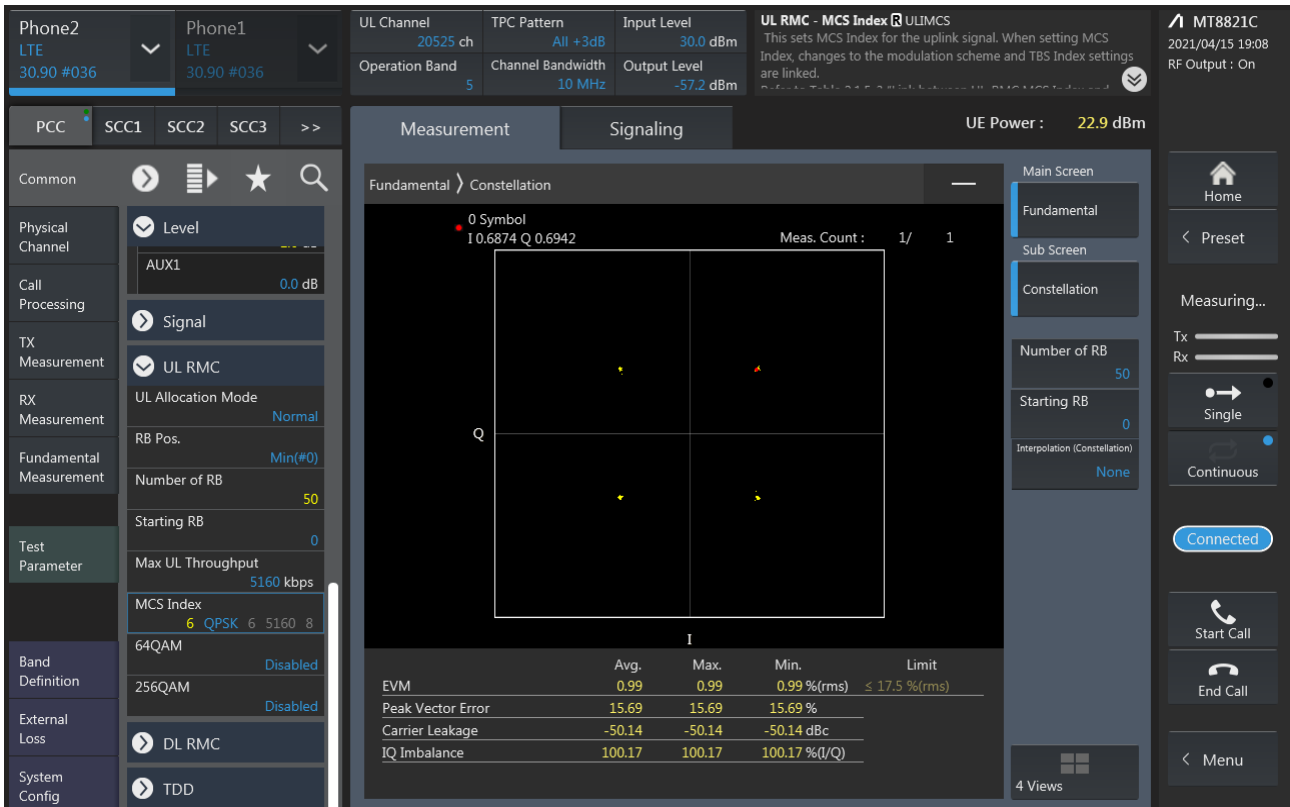 Phone2
LTE
30.90 #036
Phone1
LTE
30.90 #036
UL Channel
20525 ch
TPC Pattern
All +3dB
Input Level
30.0 dBm
Operation Band
5
Channel Bandwidth
10 MHz
Output Level
-57.2 dBm
UL RMC - MCS Index R ULIMCS
This sets MCS Index for the uplink signal. When setting MCS
Index, changes to the modulation scheme and TBS Index settings
are linked.
MT8821C
2021/04/15 19:08
RF Output : On
PCC
SCC1
SCC2
SCC3
>>
Measurement
Signaling
UE Power : 22.9 dBm
Common
Physical
Channel
Call
Processing
TX
Measurement
RX
Measurement
Fundamental
Measurement
Test
Parameter
Band
Definition
External
Loss
System
Config
Level
AUX1
0.0 dB
Signal
UL RMC
UL Allocation Mode
Normal
RB Pos.
Min(#0)
Number of RB
50
Starting RB
0
Max UL Throughput
5160 kbps
MCS Index
6 QPSK 6 5160 8
64QAM
Disabled
256QAM
Disabled
DL RMC
TDD
Fundamental 〉 Constellation
0 Symbol
I 0.6874 Q 0.6942
Meas. Count : 1/ 1
Q
I
Avg. Max. Min. Limit
EVM 0.99 0.99 0.99 %(rms) ≤ 17.5 %(rms)
Peak Vector Error 15.69 15.69 15.69 %
Carrier Leakage -50.14 -50.14 -50.14 dBc
IQ Imbalance 100.17 100.17 100.17 %(I/Q)
Main Screen
Fundamental
Sub Screen
Constellation
Number of RB
50
Starting RB
0
Interpolation (Constellation)
None
4 Views
Home
< Preset
Measuring...
Tx
Rx
Single
Continuous
Connected
Start Call
End Call
< Menu